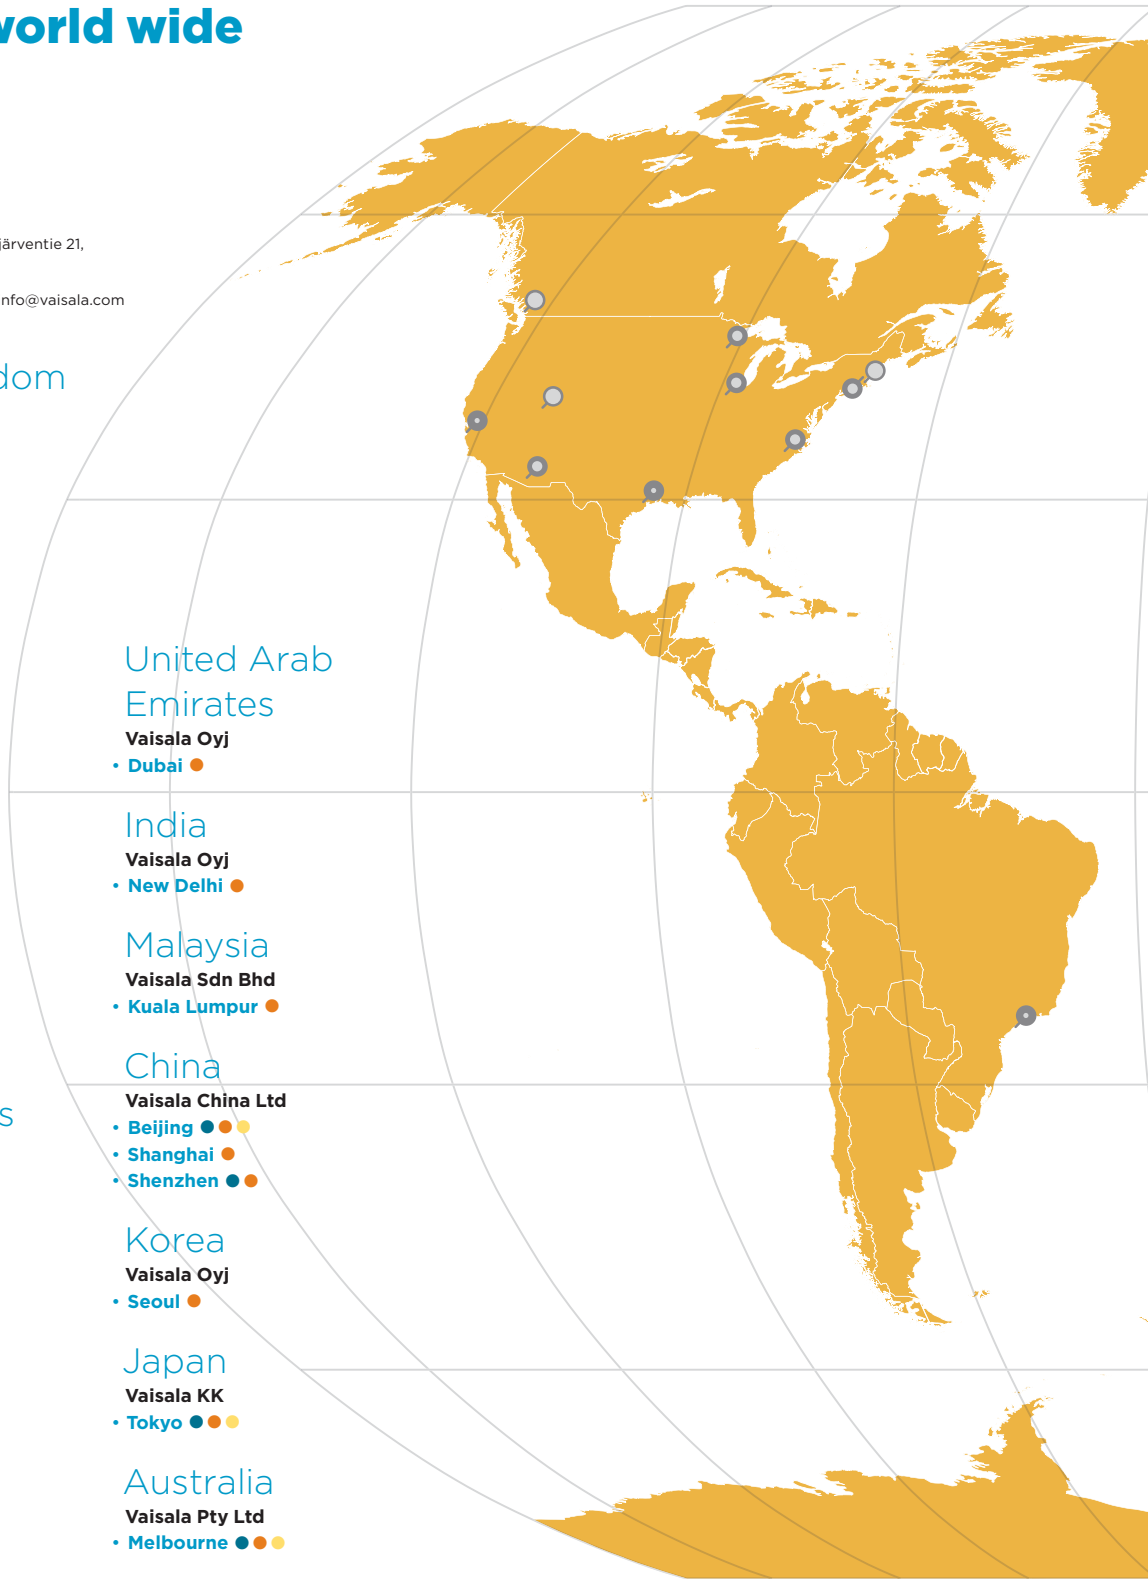 world wide
järventie 21,
nfo@vaisala.com
dom
United Arab
Emirates
Vaisala Oyj
• Dubai
India
Vaisala Oyj
• New Delhi
Malaysia
Vaisala Sdn Bhd
• Kuala Lumpur
China
Vaisala China Ltd
s
• Beijing
• Shanghai
• Shenzhen
Korea
Vaisala Oyj
• Seoul
Japan
Vaisala KK
• Tokyo
Australia
Vaisala Pty Ltd
• Melbourne